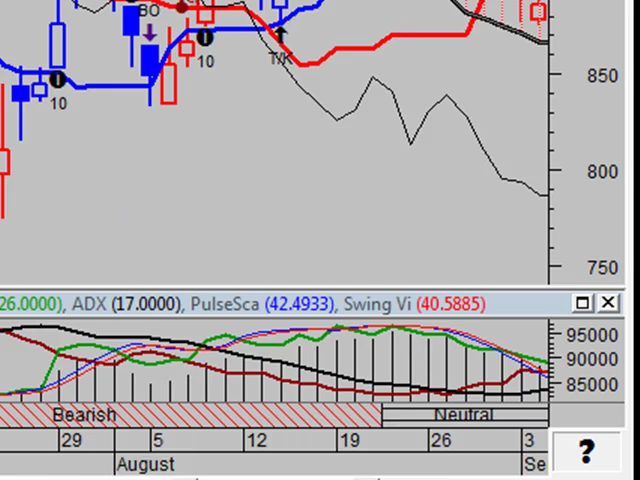 BO
10
T/K
10
850
800
750
26.0000), ADX (17.0000), PulseSca (42.4933), Swing Vi (40.5885)
95000
90000
85000
Bearish
Neutral
29 5 12 19 26 3
August Se
?